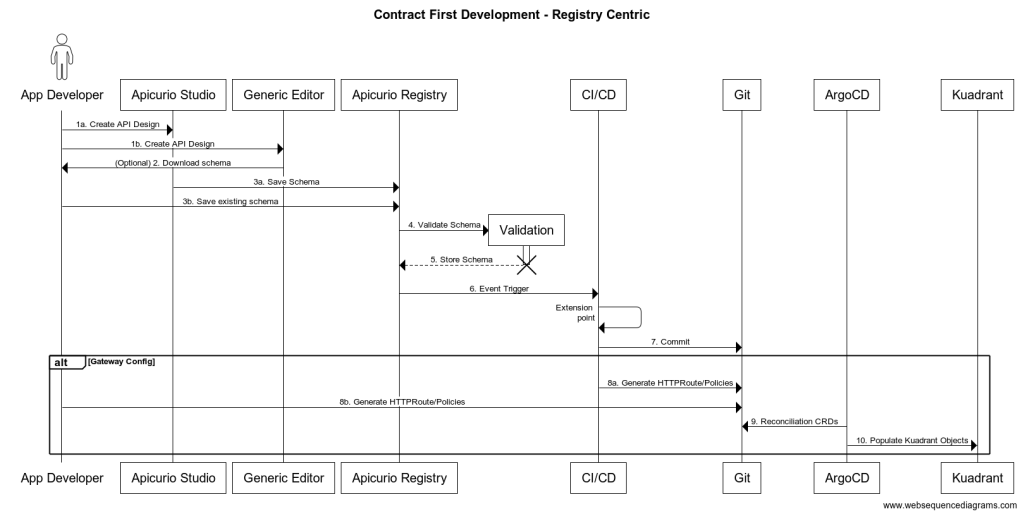 Contract First Development - Registry Centric
App Developer
Apicurio Studio
Generic Editor
Apicurio Registry
CI/CD
Git
ArgoCD
Kuadrant
1a. Create API Design
1b. Create API Design
(Optional) 2. Download schema
3a. Save Schema
3b. Save existing schema
4. Validate Schema
Validation
5. Store Schema
6. Event Trigger
Extension
point
7. Commit
alt
[Gateway Config]
8a. Generate HTTPRoute/Policies
8b. Generate HTTPRoute/Policies
9. Reconciliation CRDs
10. Populate Kuadrant Objects
App Developer
Apicurio Studio
Generic Editor
Apicurio Registry
CI/CD
Git
ArgoCD
Kuadrant
www.websequencediagrams.com